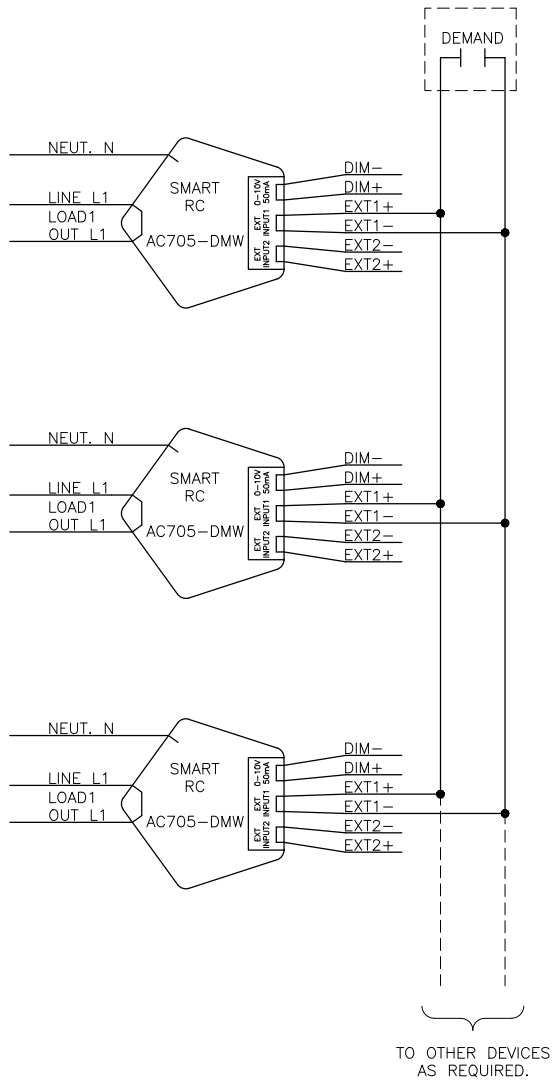 DEMAND
NEUT. N
LINE L1
LOAD1
OUT L1
SMART
RC
AC705-DMW
0-10V
50mA
EXT
INPUT1
EXT
INPUT2
DIM-
DIM+
EXT1+
EXT1-
EXT2-
EXT2+
NEUT. N
LINE L1
LOAD1
OUT L1
SMART
RC
AC705-DMW
0-10V
50mA
EXT
INPUT1
EXT
INPUT2
DIM-
DIM+
EXT1+
EXT1-
EXT2-
EXT2+
NEUT. N
LINE L1
LOAD1
OUT L1
SMART
RC
AC705-DMW
0-10V
50mA
EXT
INPUT1
EXT
INPUT2
DIM-
DIM+
EXT1+
EXT1-
EXT2-
EXT2+
TO OTHER DEVICES
AS REQUIRED.